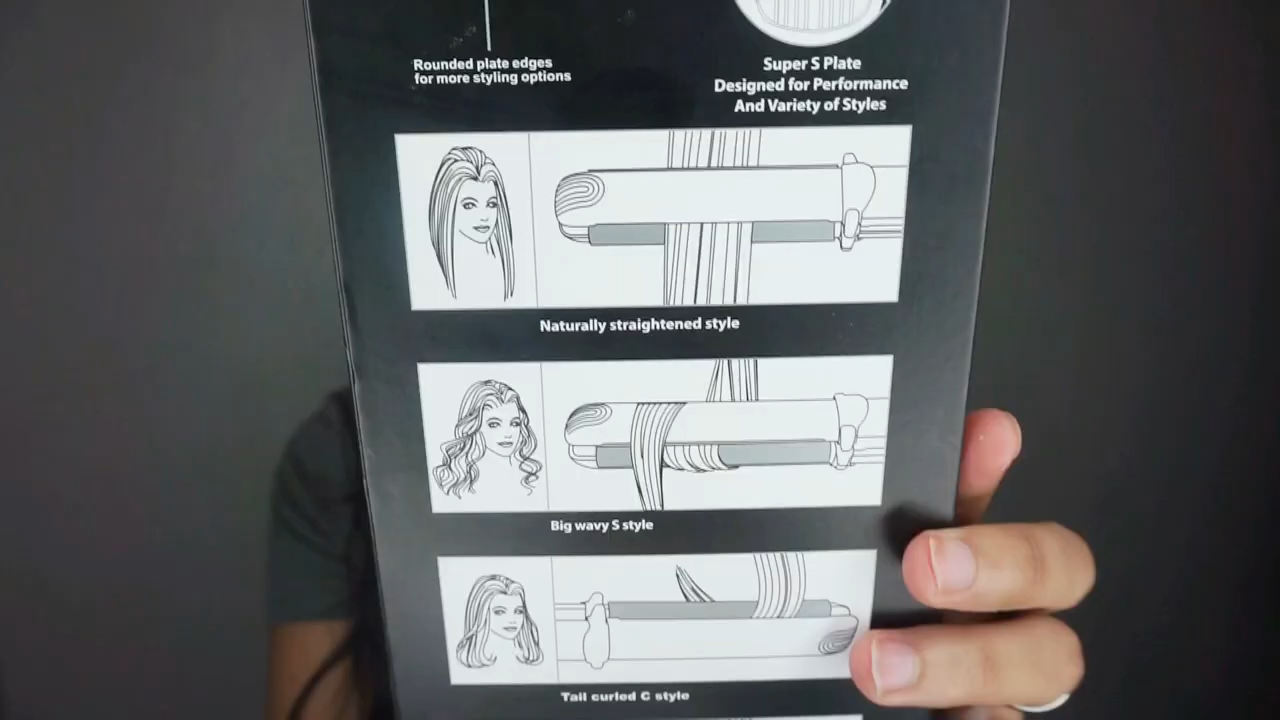 Rounded plate edges
for more styling options
Super S Plate
Designed for Performance
And Variety of Styles
Naturally straightened style
Big wavy S style
Tail curled C style